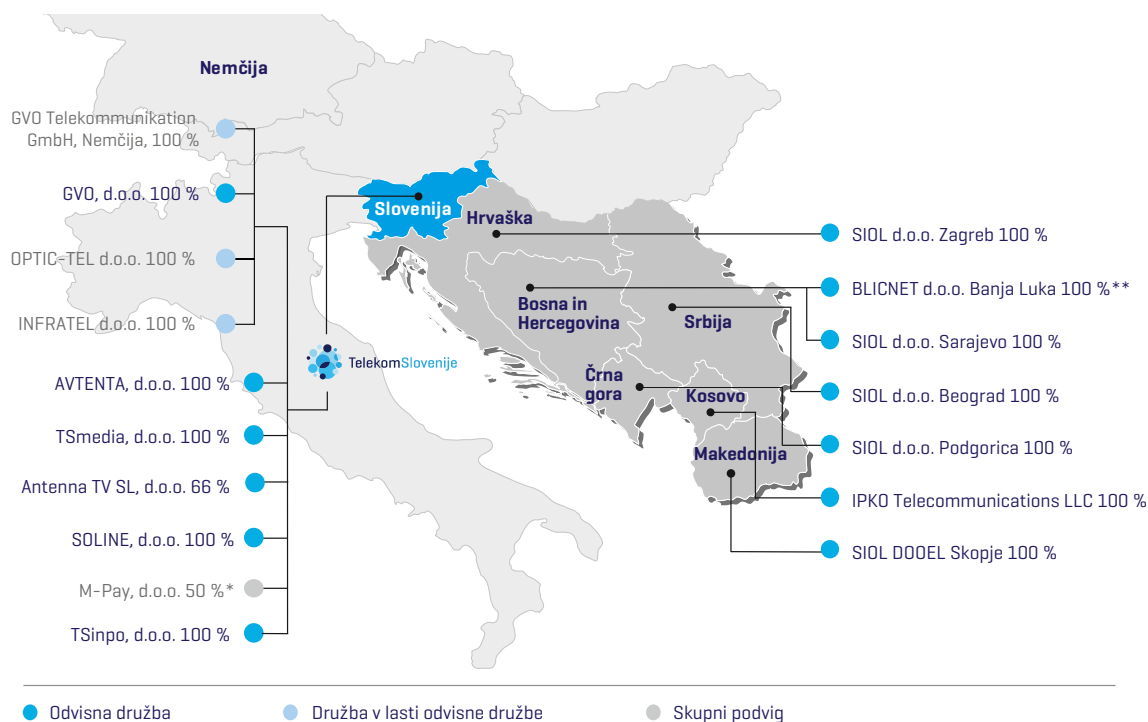 Nemčija
GVO Telekommunikation
GmbH, Nemčija, 100 %
GVO, d.o.o. 100 %
OPTIC-TEL d.o.o. 100 %
INFRATEL d.o.o. 100 %
AVTENTA, d.o.o. 100 %
TSmedia, d.o.o. 100 %
Antenna TV SL, d.o.o. 66 %
SOLINE, d.o.o. 100 %
M-Pay, d.o.o. 50 %*
TSinpo, d.o.o. 100 %
TelekomSlovenije
Slovenija
Hrvaška
Bosna in
Hercegovina
Srbija
Črna
gora
Kosovo
Makedonija
SIOL d.o.o. Zagreb 100 %
BLICNET d.o.o. Banja Luka 100 %**
SIOL d.o.o. Sarajevo 100 %
SIOL d.o.o. Beograd 100 %
SIOL d.o.o. Podgorica 100 %
IPKO Telecommunications LLC 100 %
SIOL DOOEL Skopje 100 %
Odvisna družba
Družba v lasti odvisne družbe
Skupni podvig